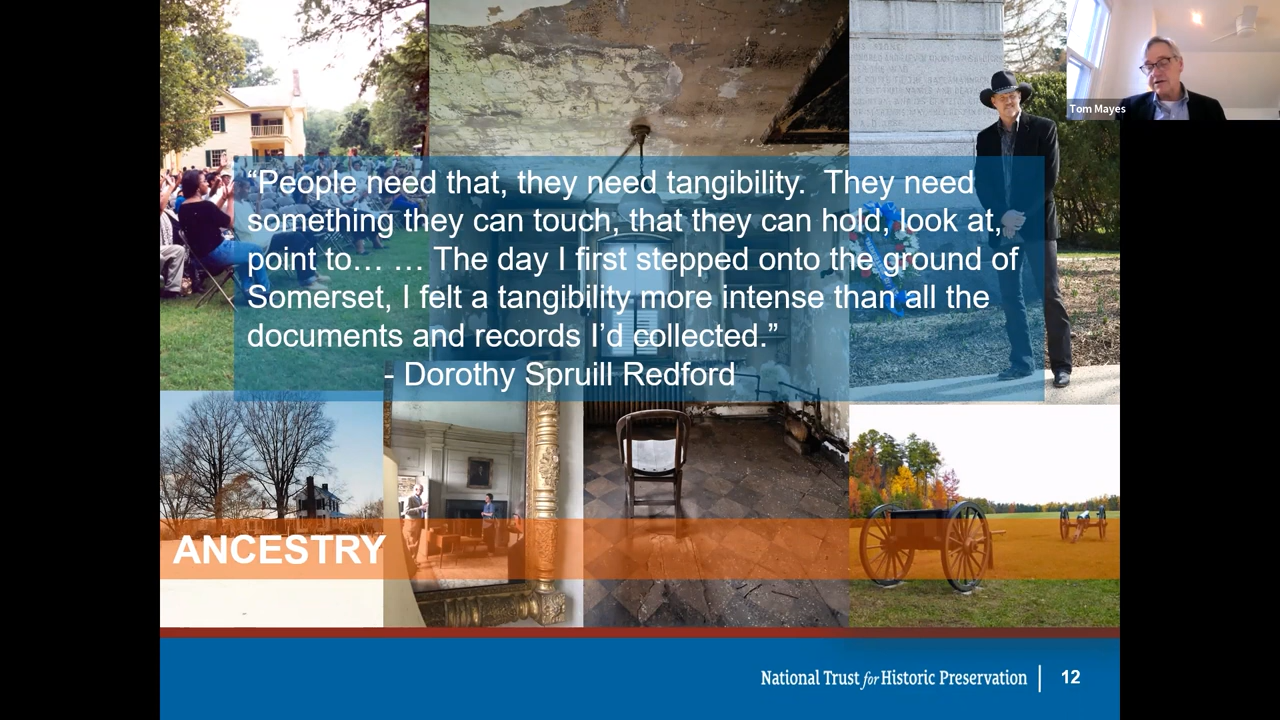 Tom Mayes
“People need that, they need tangibility.  They need
something they can touch, that they can hold, look at,
point to… … The day I first stepped onto the ground of
Somerset, I felt a tangibility more intense than all the
documents and records I’d collected.”
- Dorothy Spruill Redford
ANCESTRY
National Trust for Historic Preservation | 12